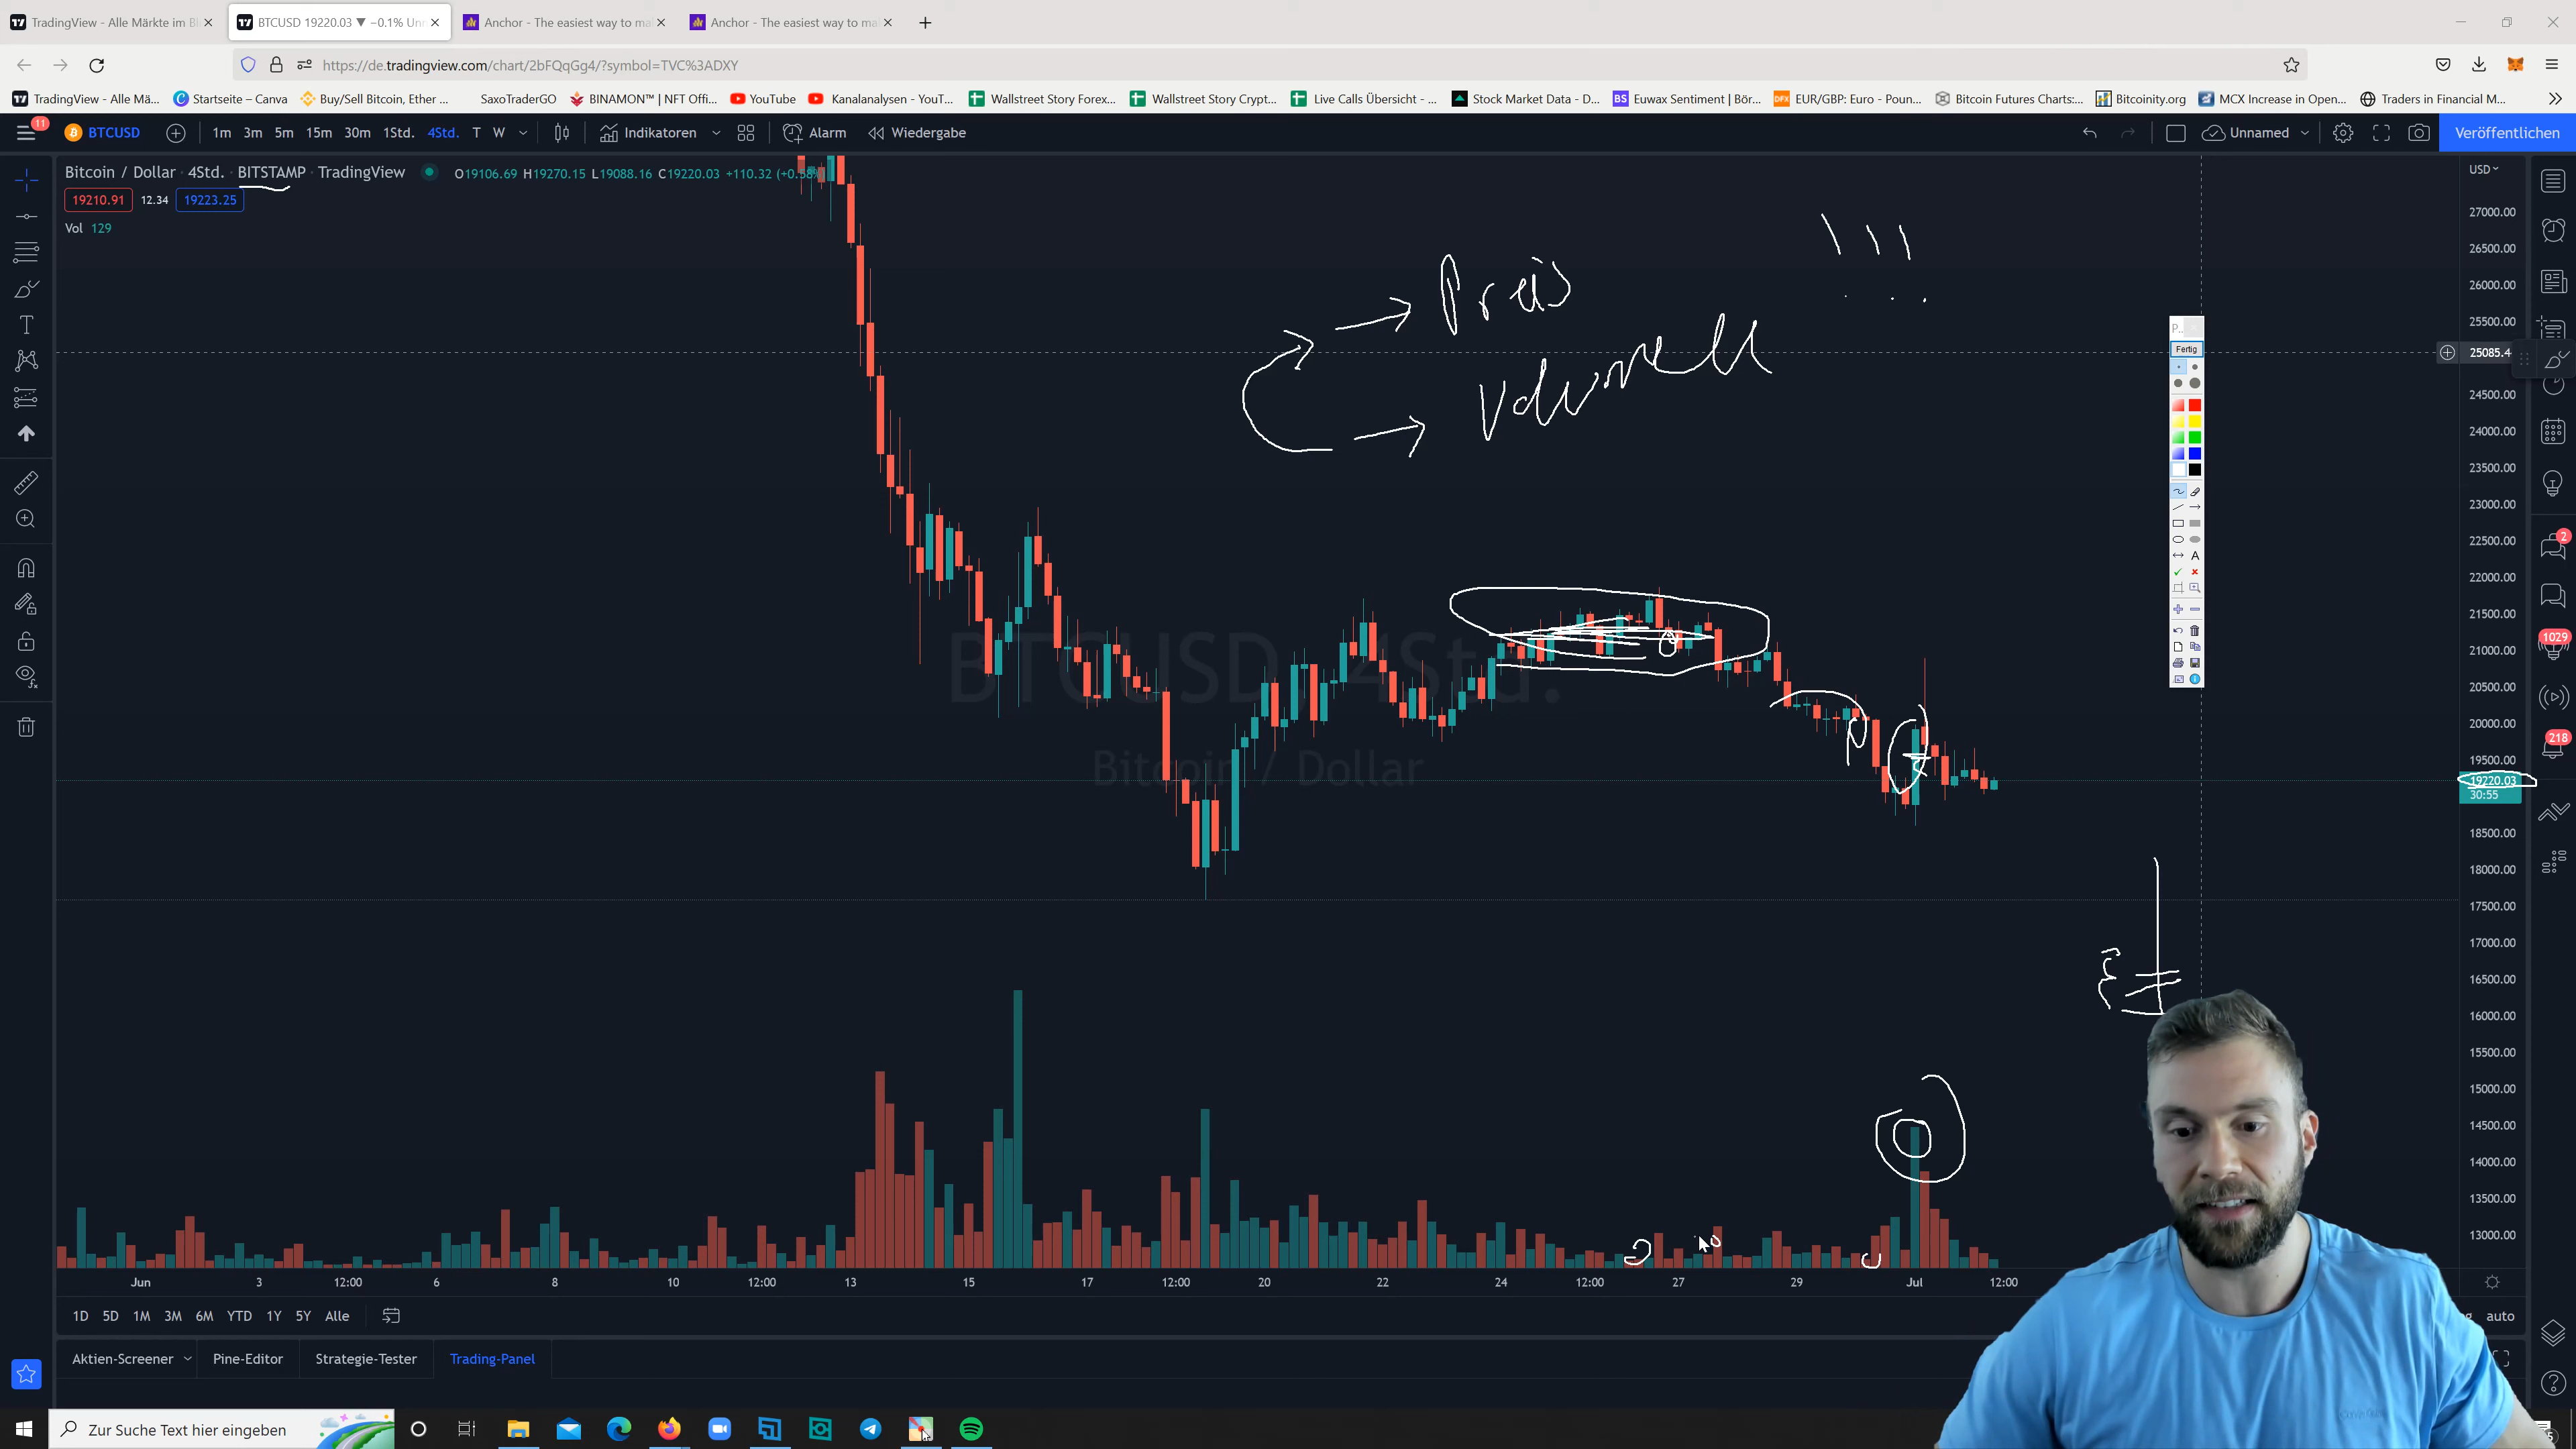 TradingView - Alle Märkte im Bl
BTCUSD 19220.03 ▼ −0.1% Unn
Anchor - The easiest way to ma
Anchor - The easiest way to ma
https://de.tradingview.com/chart/2bFQqGg4/?symbol=TVC%3ADXY
TradingView - Alle Mä...
Startseite – Canva
Buy/Sell Bitcoin, Ether ...
SaxoTraderGO
BINAMON™ | NFT Offi...
YouTube
Kanalanalysen - YouT...
Wallstreet Story Forex...
Wallstreet Story Crypt...
Live Calls Übersicht - ...
Stock Market Data - D...
BS Euwax Sentiment | Bör...
DFX EUR/GBP: Euro - Poun...
Bitcoin Futures Charts:...
Bitcoinity.org
MCX Increase in Open...
Traders in Financial M...
11
BTCUSD
1m 3m 5m 15m 30m 1Std. 4Std. T W
Indikatoren
Alarm
Wiedergabe
Unnamed
Veröffentlichen
Bitcoin / Dollar · 4Std. · BITSTAMP · TradingView
O19106.69 H19270.15 L19088.16 C19220.03 +110.32 (+0.58%)
19210.91 12.34 19223.25
Vol 129
USD
27000.00
26500.00
26000.00
25500.00
25085.4
24500.00
24000.00
23500.00
23000.00
22500.00
22000.00
21500.00
21000.00
20500.00
20000.00
19500.00
19220.03
30:55
18500.00
18000.00
17500.00
17000.00
16500.00
16000.00
15500.00
15000.00
14500.00
14000.00
13500.00
13000.00
Preis
Volumen
!!!
BTCUSD, 4Std.
Bitcoin / Dollar
P...
Fertig
A
2
1029
218
Jun 3 12:00 6 8 10 12:00 13 15 17 12:00 20 22 24 12:00 27 29 Jul 12:00
1D 5D 1M 3M 6M YTD 1Y 5Y Alle
auto
Aktien-Screener
Pine-Editor
Strategie-Tester
Trading-Panel
Zur Suche Text hier eingeben